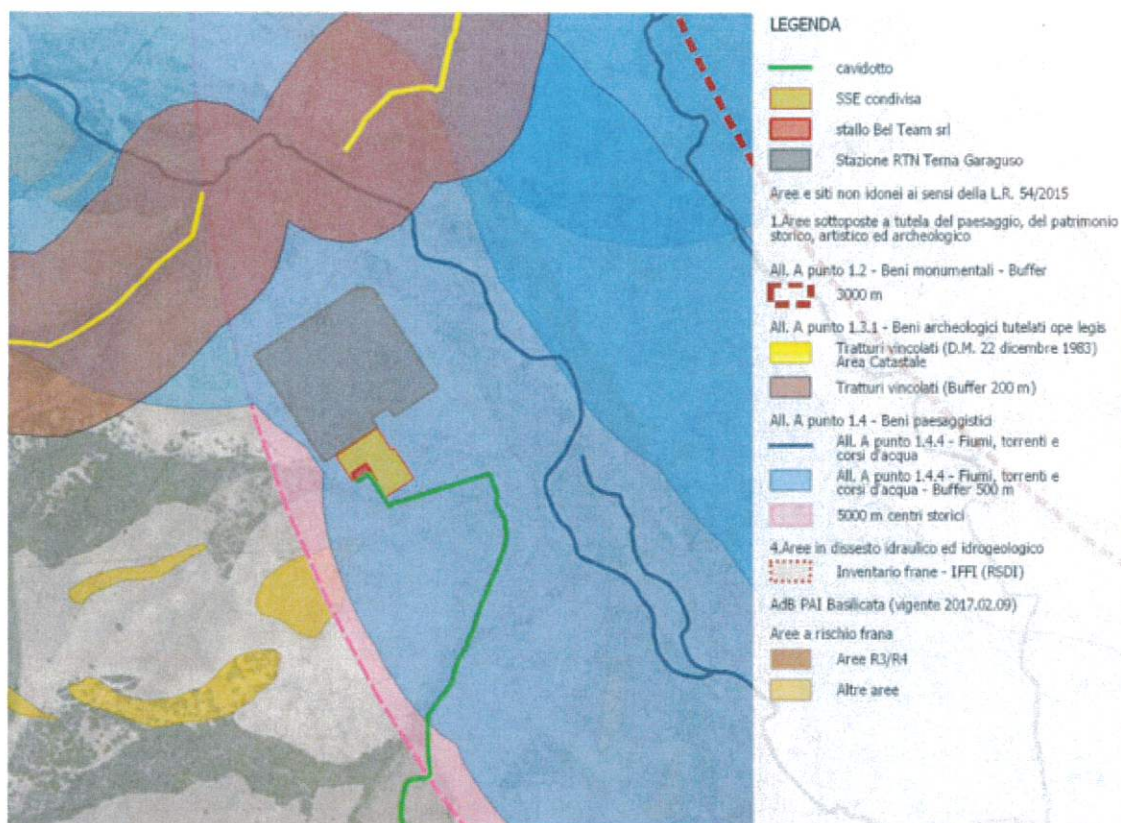 LEGENDA
cavidotto
SSE condivisa
stallo Bel Team srl
Stazione RTN Terna Garaguso
Aree e siti non idonei ai sensi della L.R. 54/2015
1.Aree sottoposte a tutela del paesaggio, del patrimonio
storico, artistico ed archeologico
All. A punto 1.2 - Beni monumentali - Buffer
3000 m
All. A punto 1.3.1 - Beni archeologici tutelati ope legis
Tratturi vincolati (D.M. 22 dicembre 1983)
Area Catastale
Tratturi vincolati (Buffer 200 m)
All. A punto 1.4 - Beni paesaggistici
All. A punto 1.4.4 - Fiumi, torrenti e
corsi d'acqua
All. A punto 1.4.4 - Fiumi, torrenti e
corsi d'acqua - Buffer 500 m
5000 m centri storici
4.Aree in dissesto idraulico ed idrogeologico
Inventario frane - IFFI (RSDI)
AdB PAI Basilicata (vigente 2017.02.09)
Aree a rischio frana
Aree R3/R4
Altre aree